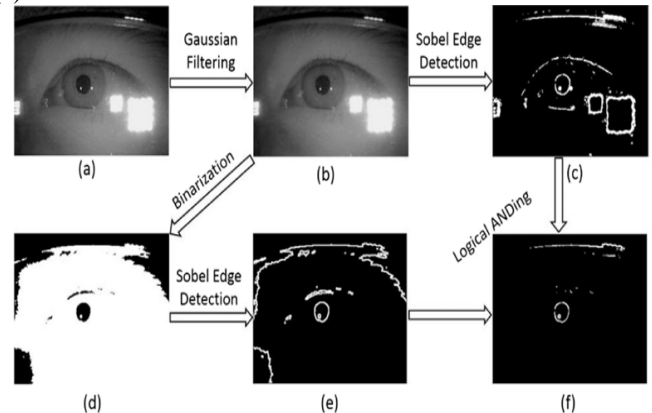 Gaussian
Filtering
Sobel Edge
Detection
(a)
(b)
(c)
Binarization
Logical ANDing
Sobel Edge
Detection
(d)
(e)
(f)